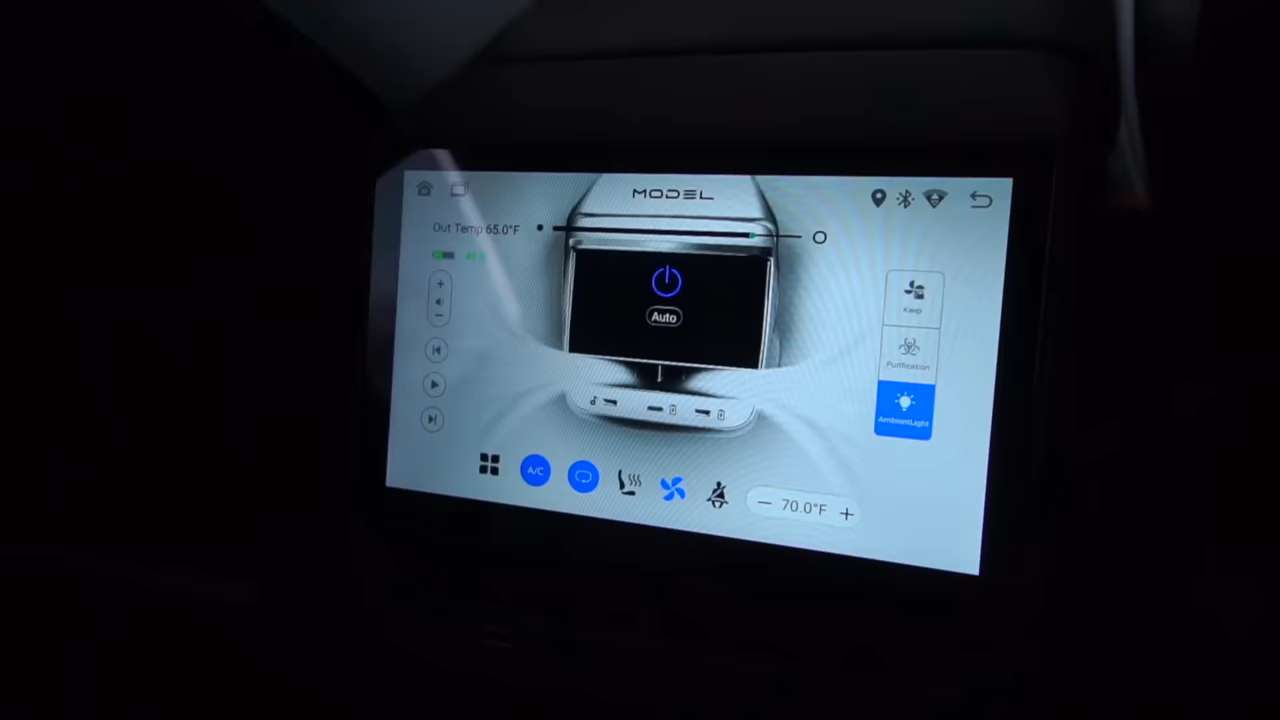 MODEL
Out Temp 65.0°F
Auto
Keep
Purification
AmbientLight
A/C
− 70.0°F +